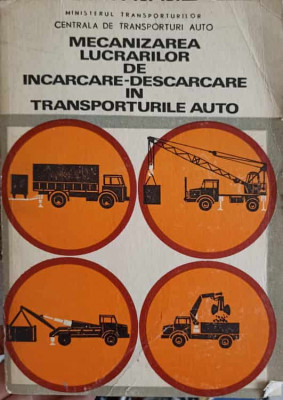 MINISTERUL TRANSPORTURILOR
CENTRALA DE TRANSPORTURI AUTO
MECANIZAREA
LUCRARILOR
DE
INCARCARE-DESCARCARE
IN
TRANSPORTURILE AUTO